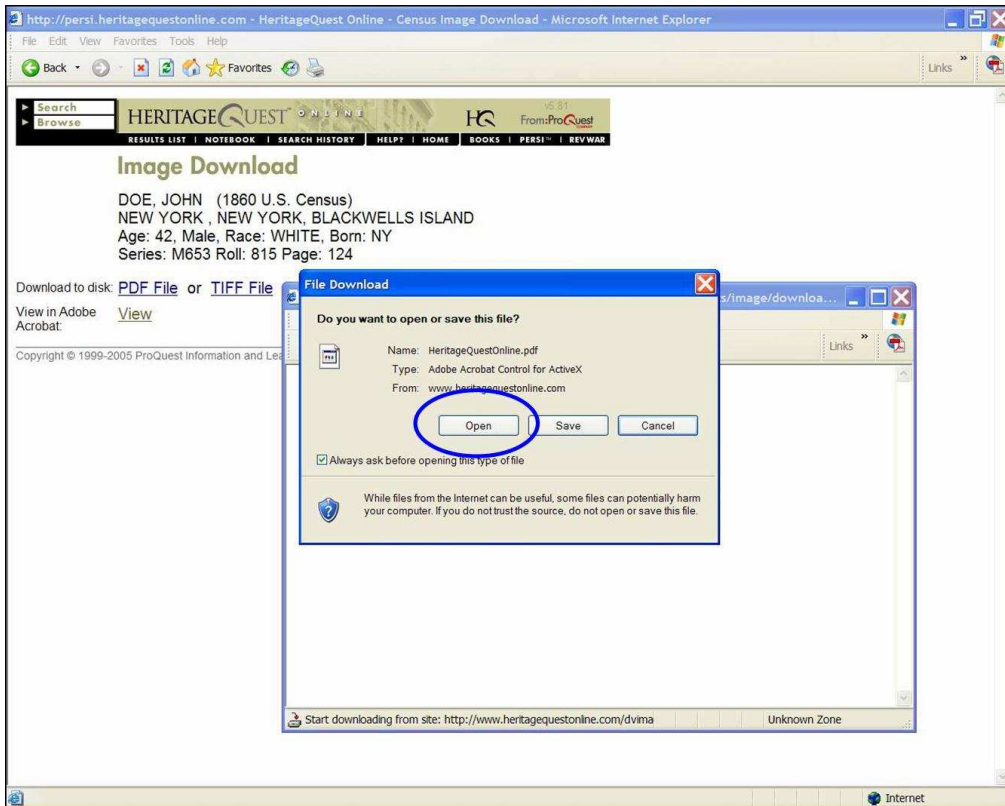 http://persi.heritagequestonline.com - HeritageQuest Online - Census Image Download - Microsoft Internet Explorer
File Edit View Favorites Tools Help
Back Favorites Links »
Search
Browse
HERITAGEQUEST™ ONLINE HQ v5.81
From:ProQuest
COMPANY
RESULTS LIST | NOTEBOOK | SEARCH HISTORY | HELP? | HOME | BOOKS | PERSI™ | REVWAR
Image Download
DOE, JOHN (1860 U.S. Census)
NEW YORK , NEW YORK, BLACKWELLS ISLAND
Age: 42, Male, Race: WHITE, Born: NY
Series: M653 Roll: 815 Page: 124
Download to disk: PDF File or TIFF File
View in Adobe Acrobat: View
Copyright © 1999-2005 ProQuest Information and Lea
s/image/downloa...
Links »
File Download
Do you want to open or save this file?
Name: HeritageQuestOnline.pdf
Type: Adobe Acrobat Control for ActiveX
From: www.heritagequestonline.com
Open Save Cancel
Always ask before opening this type of file
While files from the Internet can be useful, some files can potentially harm
your computer. If you do not trust the source, do not open or save this file.
Start downloading from site: http://www.heritagequestonline.com/dvima Unknown Zone
Internet